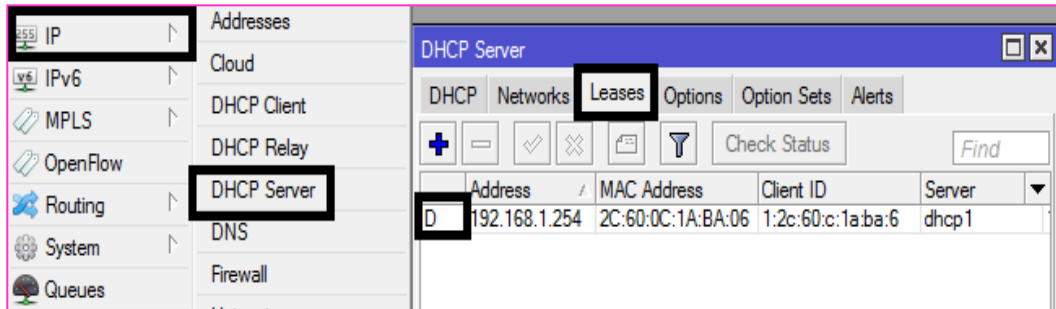 255 IP
v6 IPv6
MPLS
OpenFlow
Routing
System
Queues
Addresses
Cloud
DHCP Client
DHCP Relay
DHCP Server
DNS
Firewall
DHCP Server
DHCP Networks Leases Options Option Sets Alerts
Check Status Find
Address MAC Address Client ID Server
D 192.168.1.254 2C:60:0C:1A:BA:06 1:2c:60:c:1a:ba:6 dhcp1